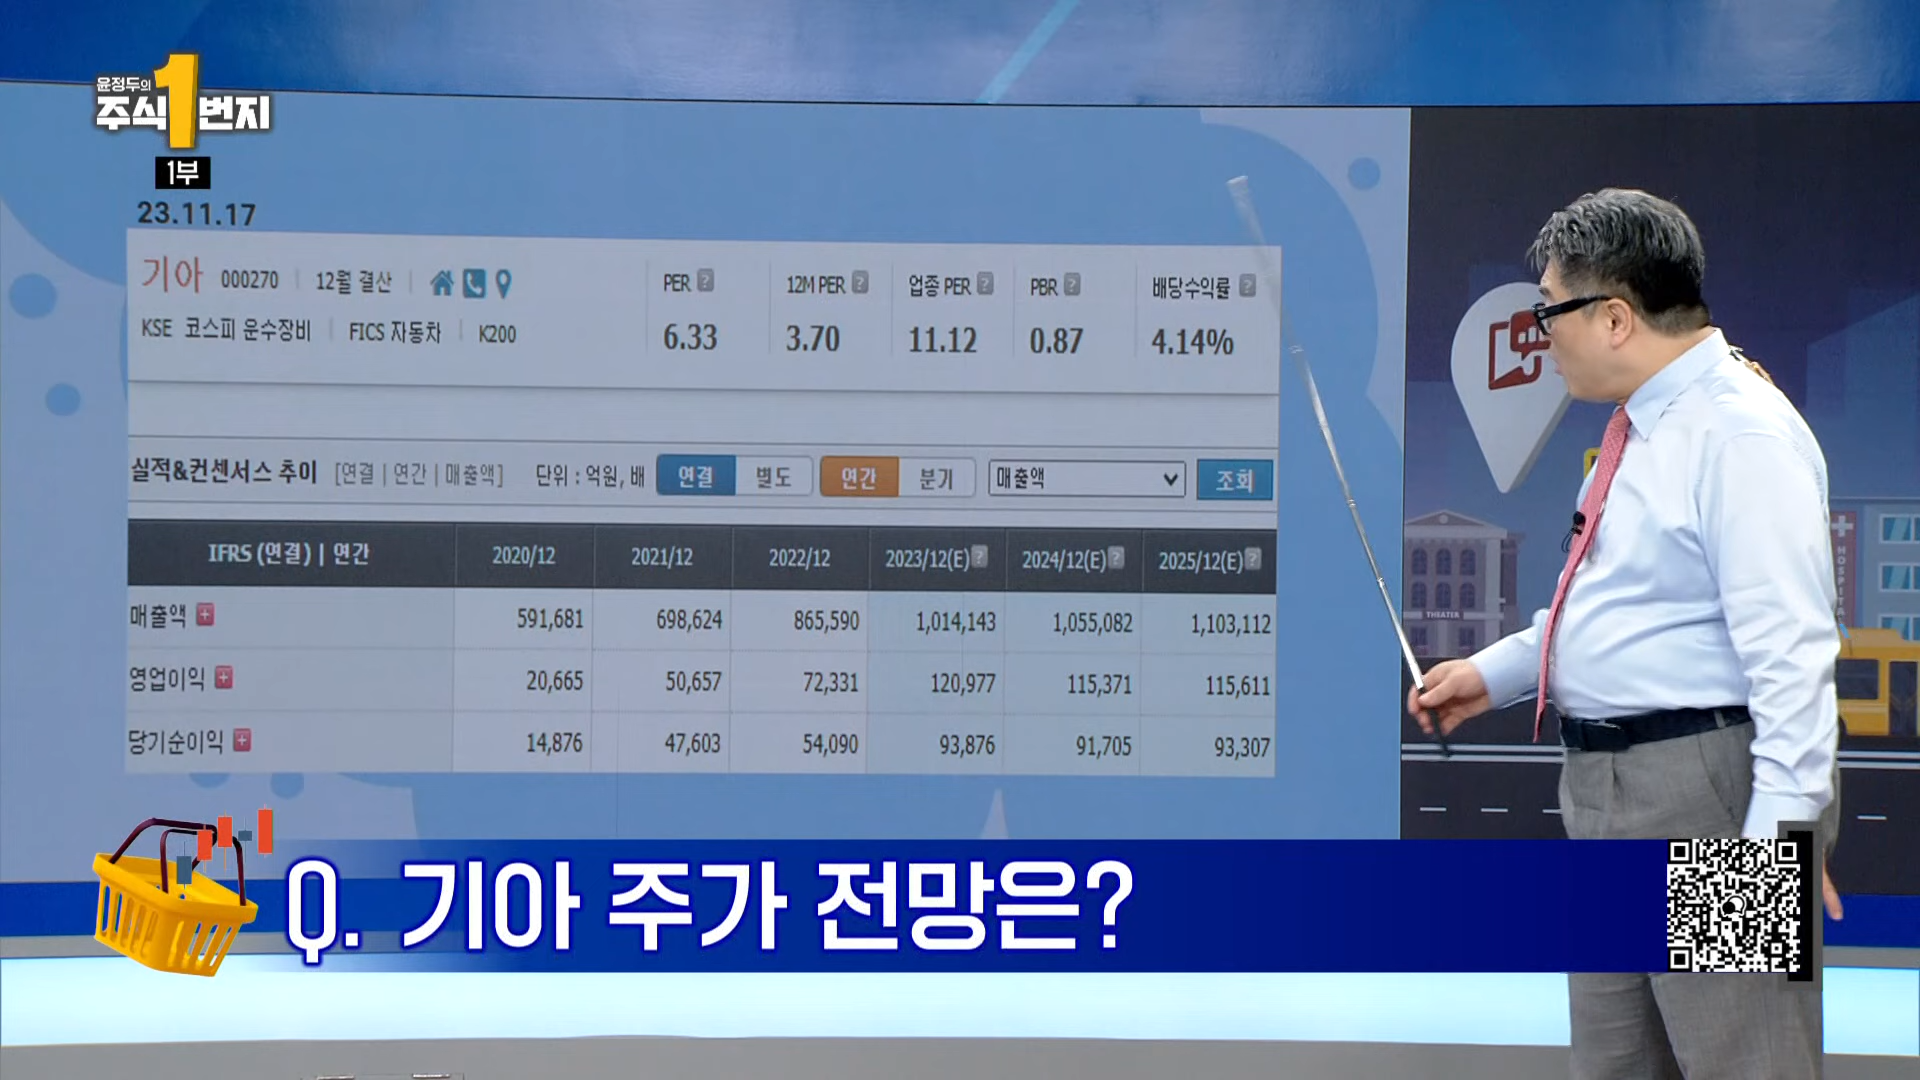 윤정두의
주식1번지
1부
23.11.17
기아 000270 12월 결산
KSE 코스피 운수장비 FICS 자동차 K200
PER 12M PER 업종 PER PBR 배당수익률
6.33 3.70 11.12 0.87 4.14%
실적&컨센서스 추이 [연결 | 연간 | 매출액] 단위 : 억원, 배 연결 별도 연간 분기 매출액 조회
IFRS (연결) | 연간 2020/12 2021/12 2022/12 2023/12(E) 2024/12(E) 2025/12(E)
매출액 591,681 698,624 865,590 1,014,143 1,055,082 1,103,112
영업이익 20,665 50,657 72,331 120,977 115,371 115,611
당기순이익 14,876 47,603 54,090 93,876 91,705 93,307
THEATER
HOSPITAL
Q. 기아 주가 전망은?